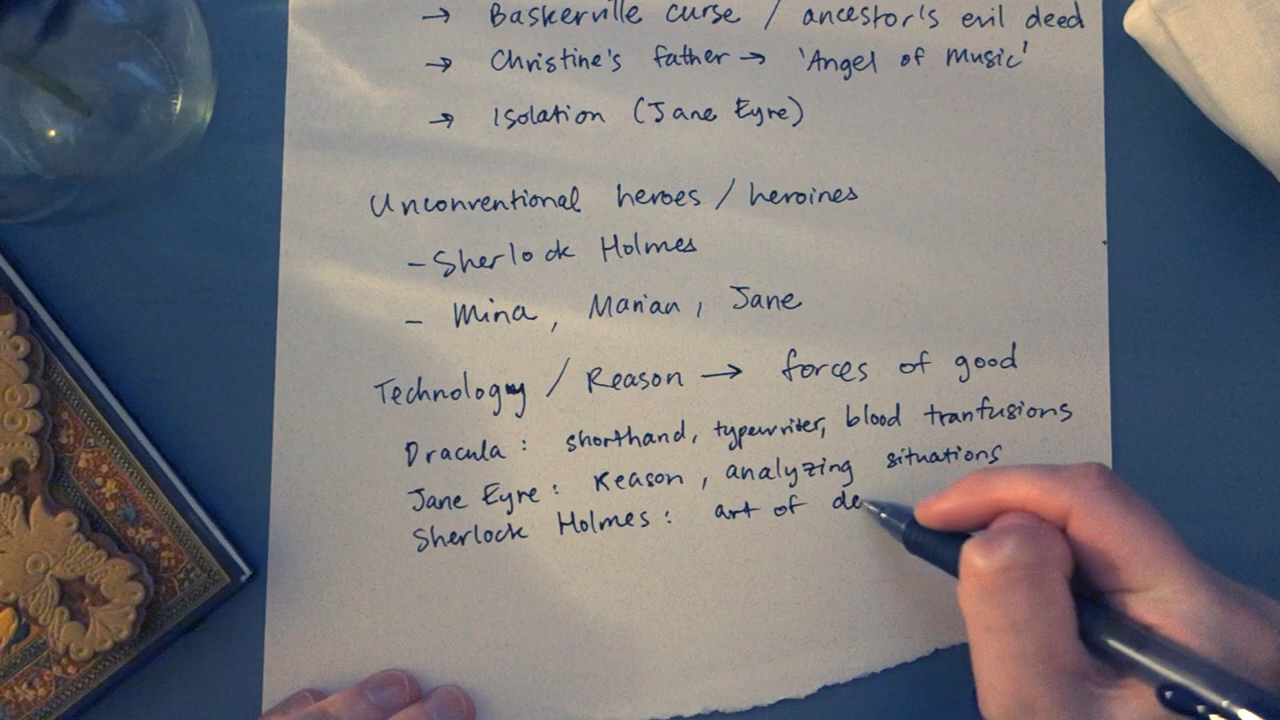 → Baskerville curse / ancestor's evil deed
→ Christine's father → 'Angel of Music'
→ Isolation (Jane Eyre)
Unconventional heroes / heroines
- Sherlock Holmes
- Mina, Marian, Jane
Technology / Reason → forces of good
Dracula: shorthand, typewriter, blood tranfusions
Jane Eyre: Reason, analyzing situations
Sherlock Holmes: art of de